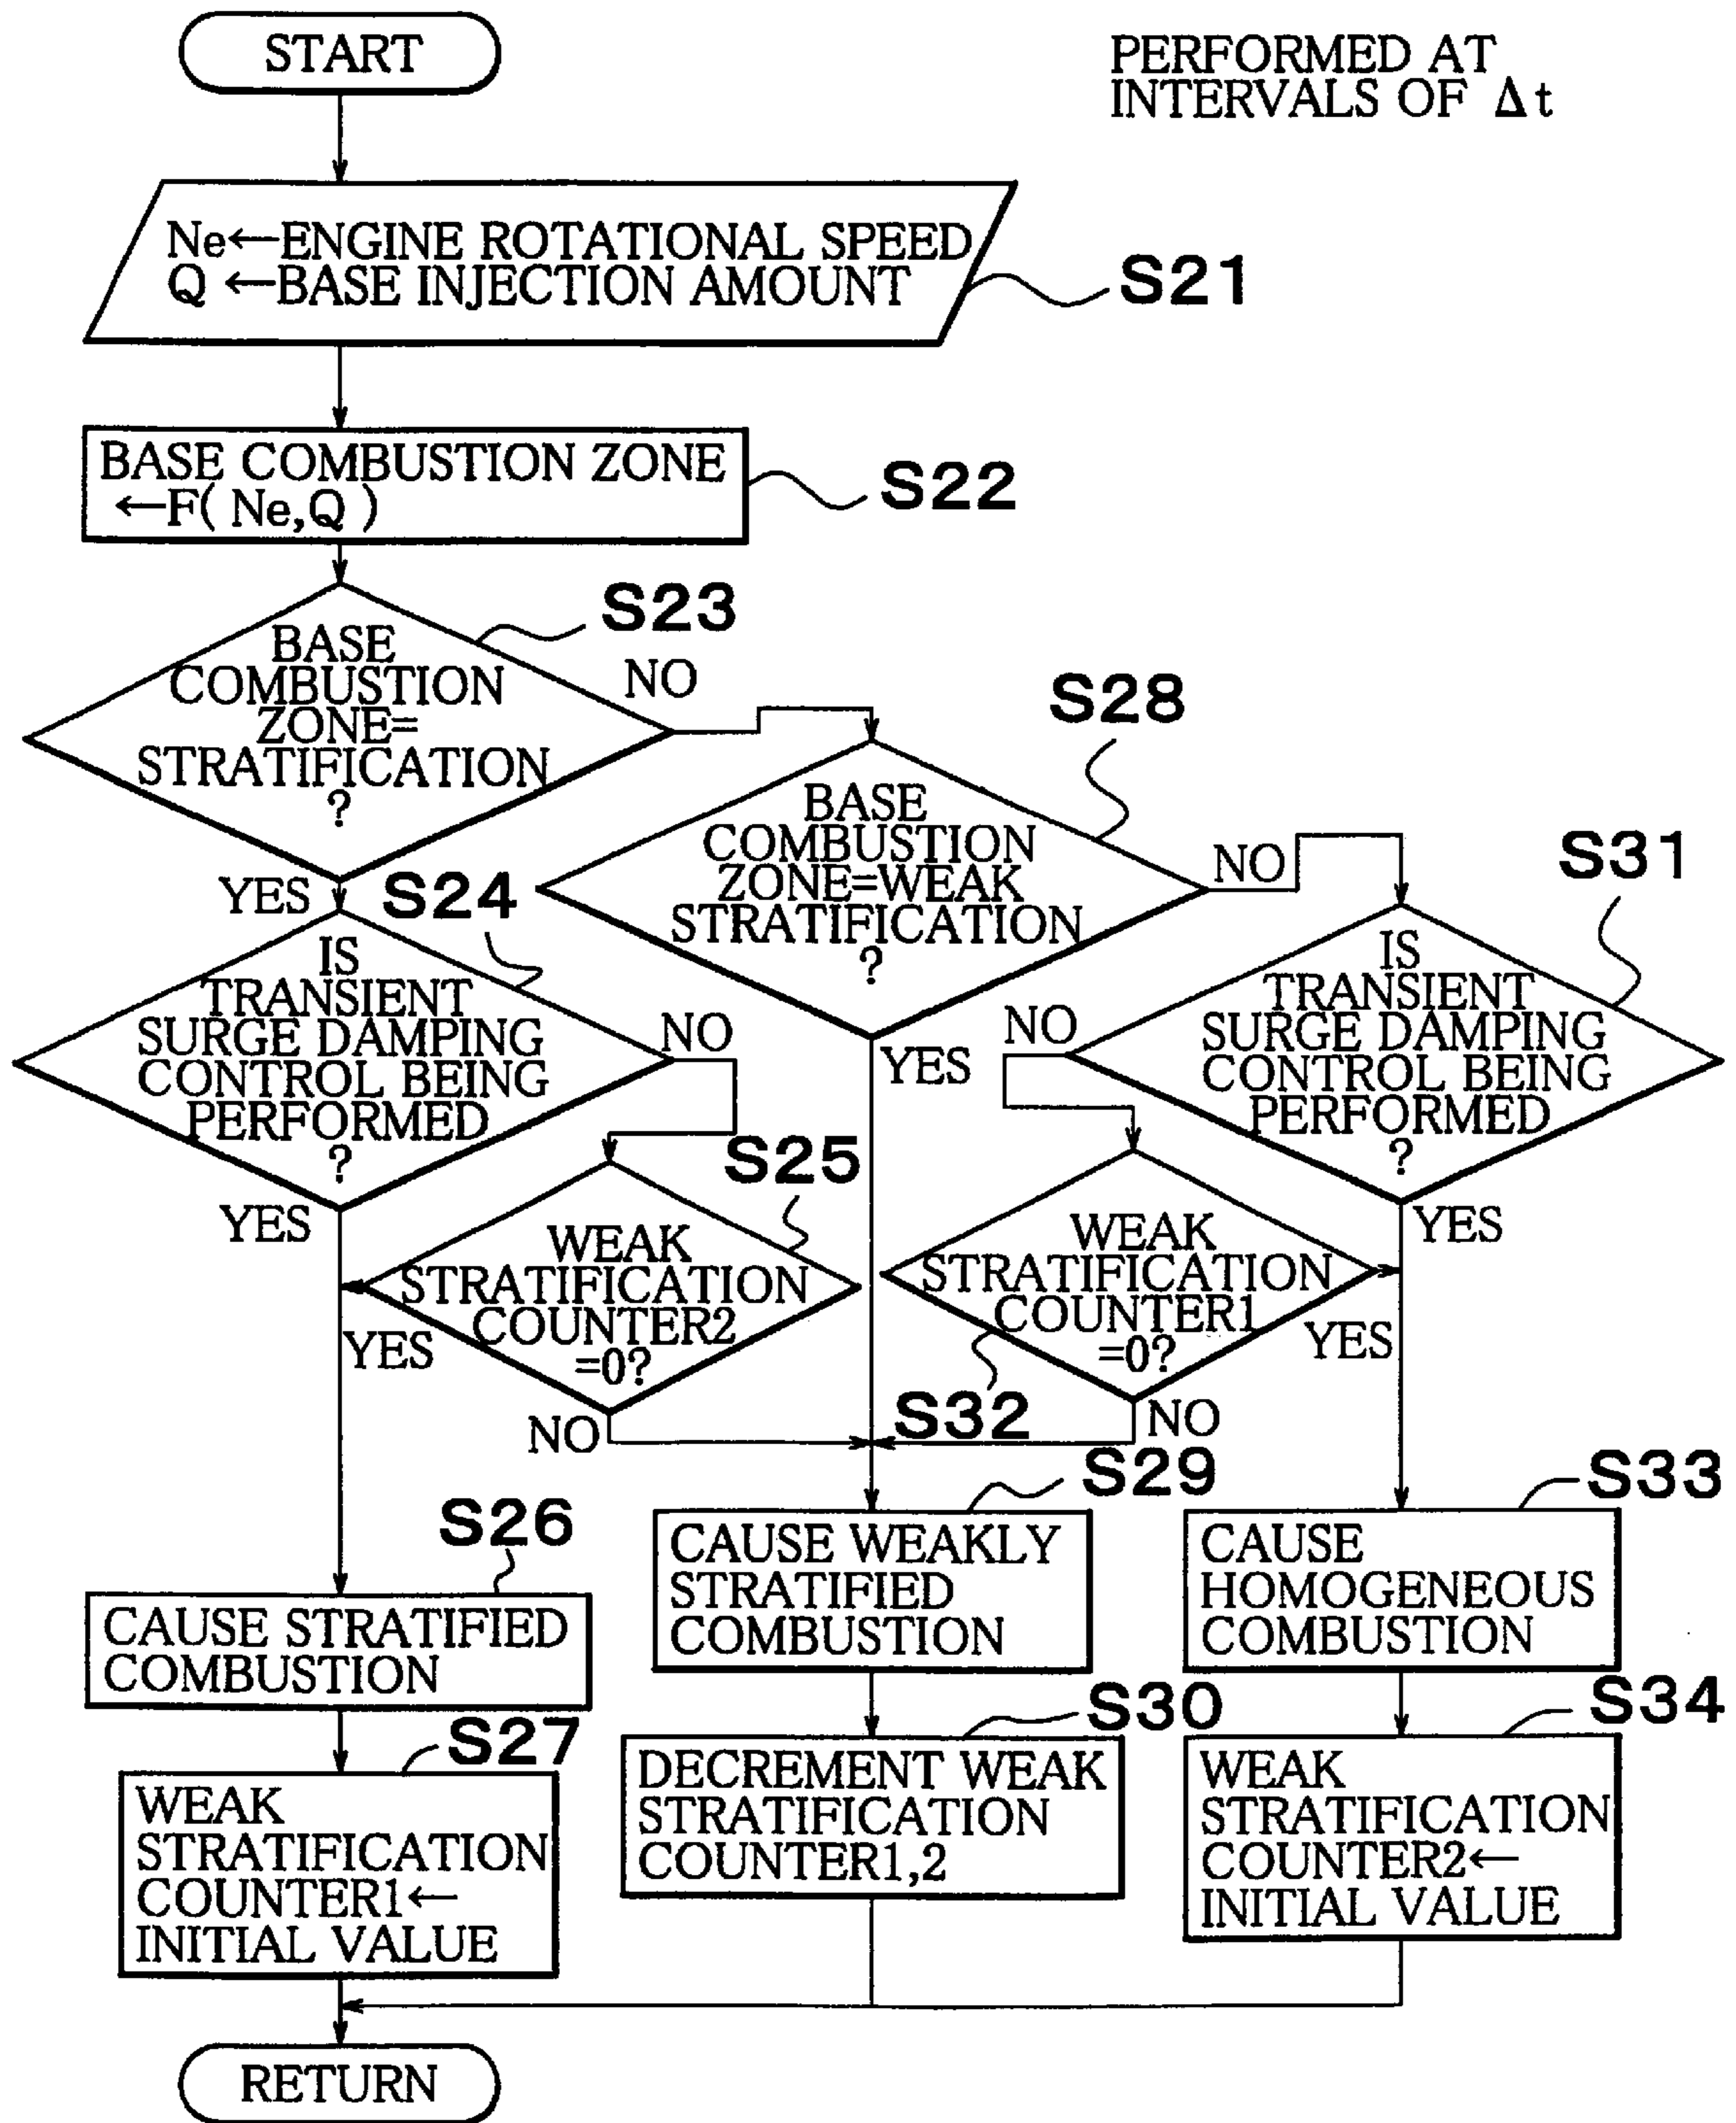 START
PERFORMED AT
INTERVALS OF Δt
Ne←ENGINE ROTATIONAL SPEED
Q ←BASE INJECTION AMOUNT
S21
BASE COMBUSTION ZONE
←F( Ne,Q )
S22
BASE
COMBUSTION
ZONE=
STRATIFICATION
?
S23
NO
YES
BASE
COMBUSTION
ZONE=WEAK
STRATIFICATION
?
S28
NO
YES
IS
TRANSIENT
SURGE DAMPING
CONTROL BEING
PERFORMED
?
S24
NO
YES
IS
TRANSIENT
SURGE DAMPING
CONTROL BEING
PERFORMED
?
S31
NO
YES
WEAK
STRATIFICATION
COUNTER2
=0?
S25
YES
NO
WEAK
STRATIFICATION
COUNTER1
=0?
S32
YES
NO
CAUSE STRATIFIED
COMBUSTION
S26
CAUSE WEAKLY
STRATIFIED
COMBUSTION
S29
CAUSE
HOMOGENEOUS
COMBUSTION
S33
WEAK
STRATIFICATION
COUNTER1←
INITIAL VALUE
S27
DECREMENT WEAK
STRATIFICATION
COUNTER1,2
S30
WEAK
STRATIFICATION
COUNTER2←
INITIAL VALUE
S34
RETURN